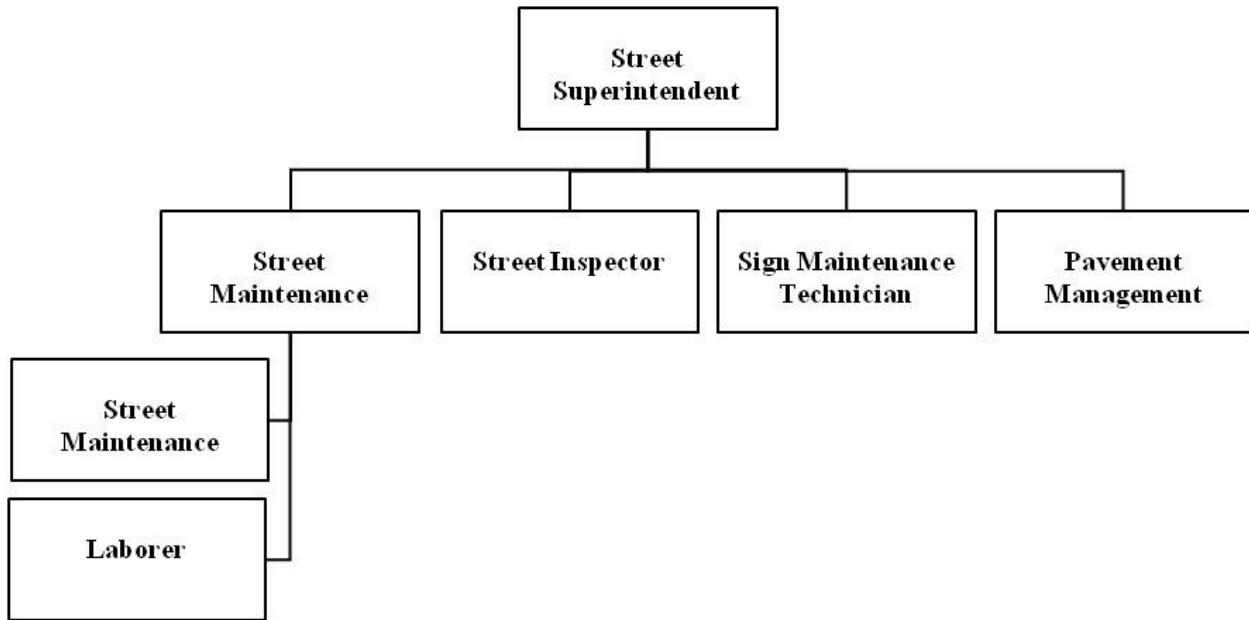 Street
Superintendent
Street
Maintenance
Street Inspector
Sign Maintenance
Technician
Pavement
Management
Street
Maintenance
Laborer